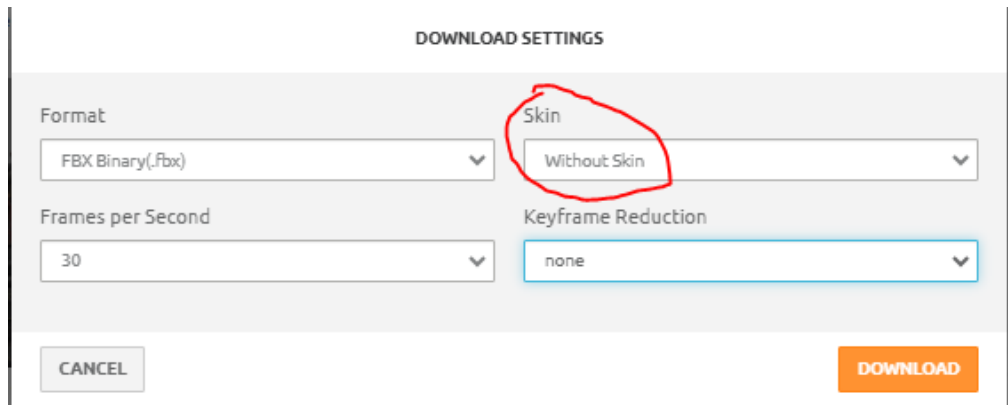 DOWNLOAD SETTINGS
Format
Skin
FBX Binary(.fbx)
Without Skin
Frames per Second
Keyframe Reduction
30
none
CANCEL
DOWNLOAD